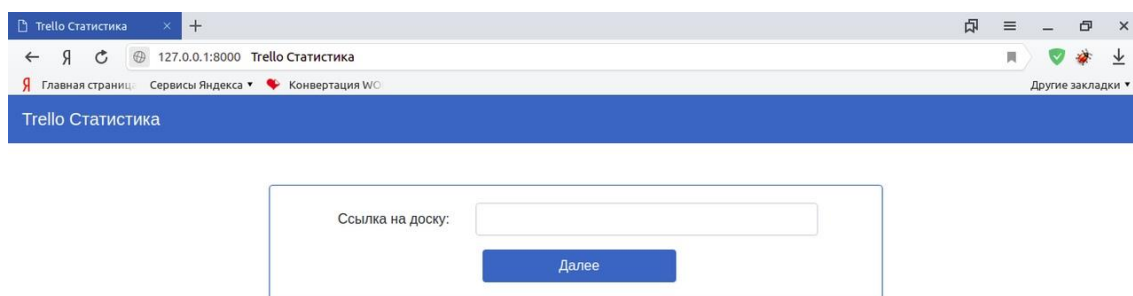 Trello Статистика
127.0.0.1:8000 Trello Статистика
Я Главная страниц Сервисы Яндекса Конвертация WO Другие закладки
Trello Статистика
Ссылка на доску:
Далее